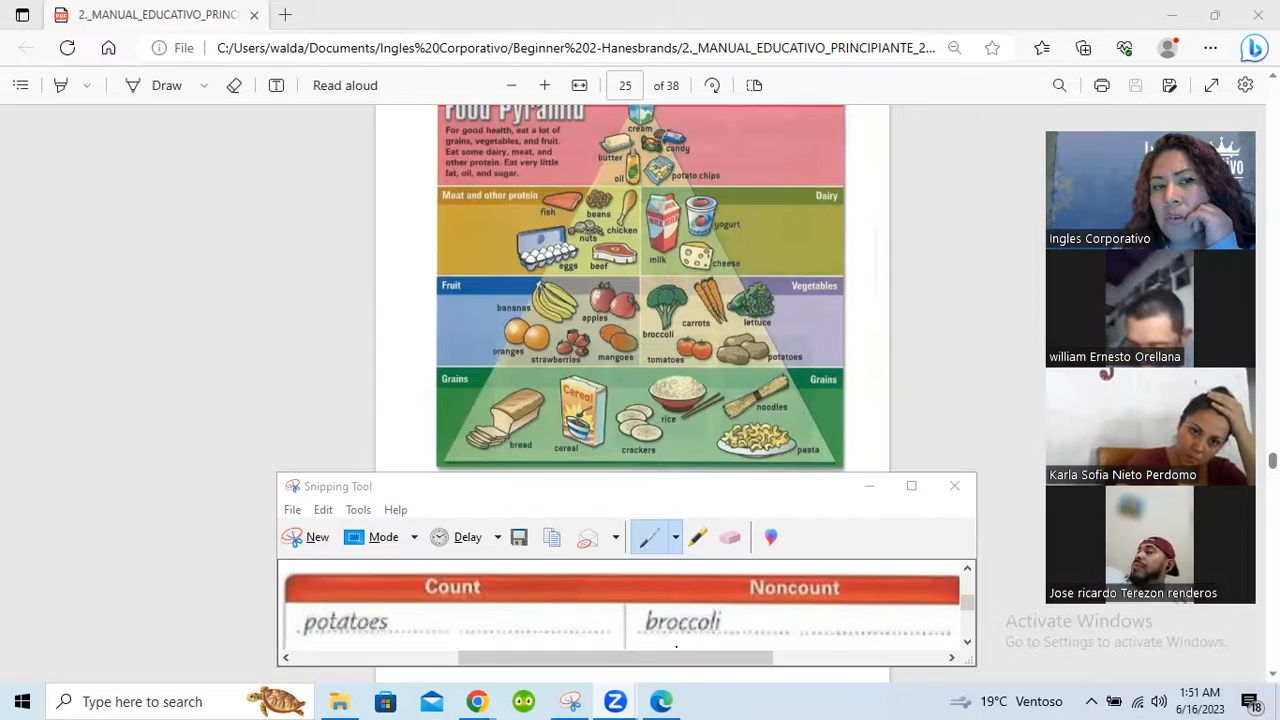 2._MANUAL_EDUCATIVO_PRINCI
File
C:/Users/walda/Documents/Ingles%20Corporativo/Beginner%202-Hanesbrands/2._MANUAL_EDUCATIVO_PRINCIPIANTE_2...
Draw
Read aloud
25 of 38
Food Pyramid
For good health, eat a lot of
grains, vegetables, and fruit.
Eat some dairy, meat, and
other protein. Eat very little
fat, oil, and sugar.
cream
butter
candy
oil
potato chips
Meat and other protein
Dairy
fish
beans
chicken
nuts
eggs
beef
milk
yogurt
cheese
Fruit
Vegetables
bananas
apples
oranges
strawberries
mangoes
broccoli
carrots
lettuce
tomatoes
potatoes
Grains
Grains
bread
Cereal
cereal
crackers
rice
noodles
pasta
Snipping Tool
File Edit Tools Help
New Mode Delay
Count Noncount
potatoes broccoli
Ingles Corporativo
william Ernesto Orellana
Karla Sofia Nieto Perdomo
Jose ricardo Terezon renderos
Activate Windows
Go to Settings to activate Windows.
Type here to search
19°C Ventoso
1:51 AM
6/16/2023
18